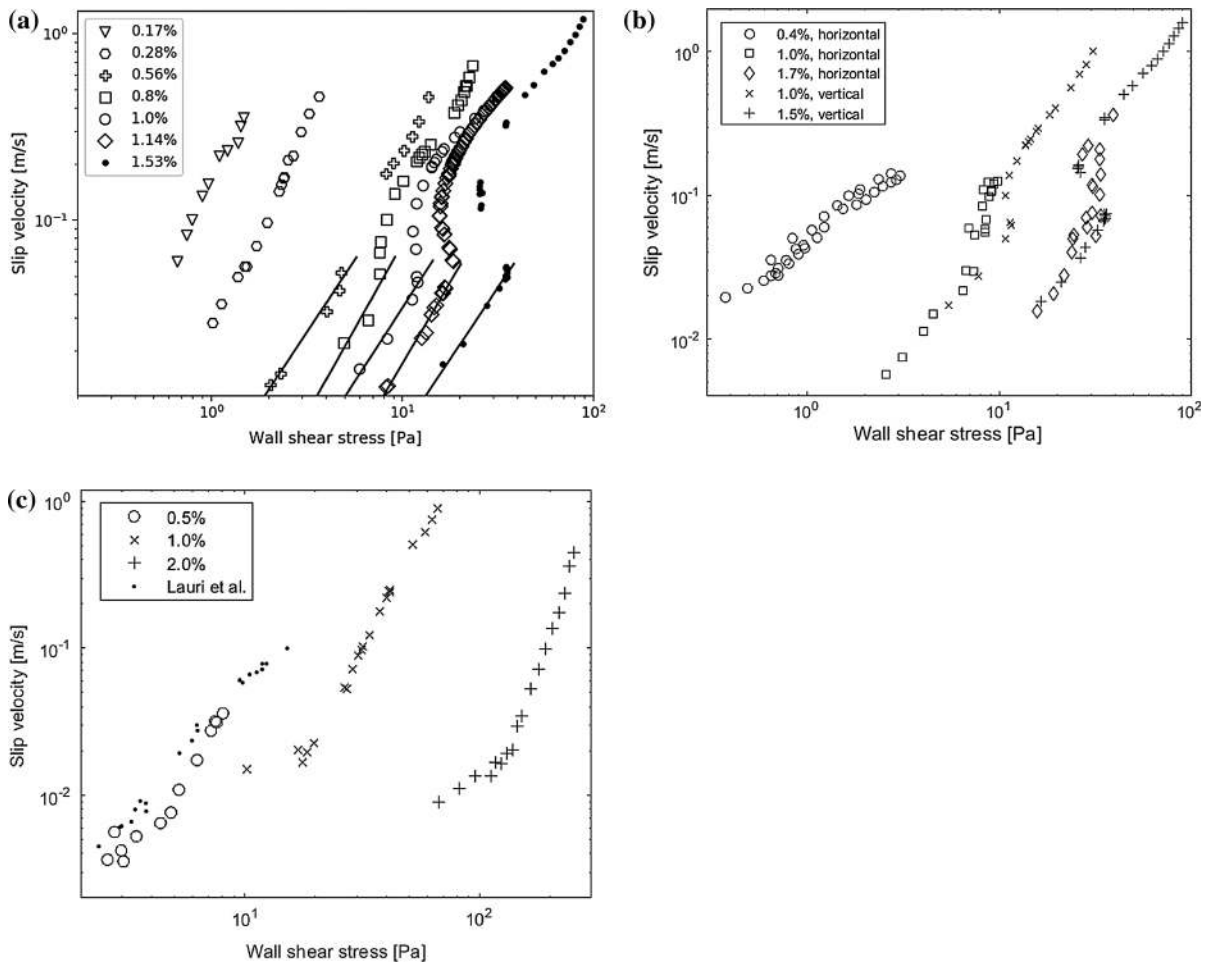 (a)
0.17%
0.28%
0.56%
0.8%
1.0%
1.14%
1.53%
10⁰
10⁻¹
Slip velocity [m/s]
10⁰
10¹
10²
Wall shear stress [Pa]
(b)
0.4%, horizontal
1.0%, horizontal
1.7%, horizontal
1.0%, vertical
1.5%, vertical
10⁰
10⁻¹
10⁻²
Slip velocity [m/s]
10⁰
10¹
10²
Wall shear stress [Pa]
(c)
0.5%
1.0%
2.0%
Lauri et al.
10⁰
10⁻¹
10⁻²
Slip velocity [m/s]
10¹
10²
Wall shear stress [Pa]